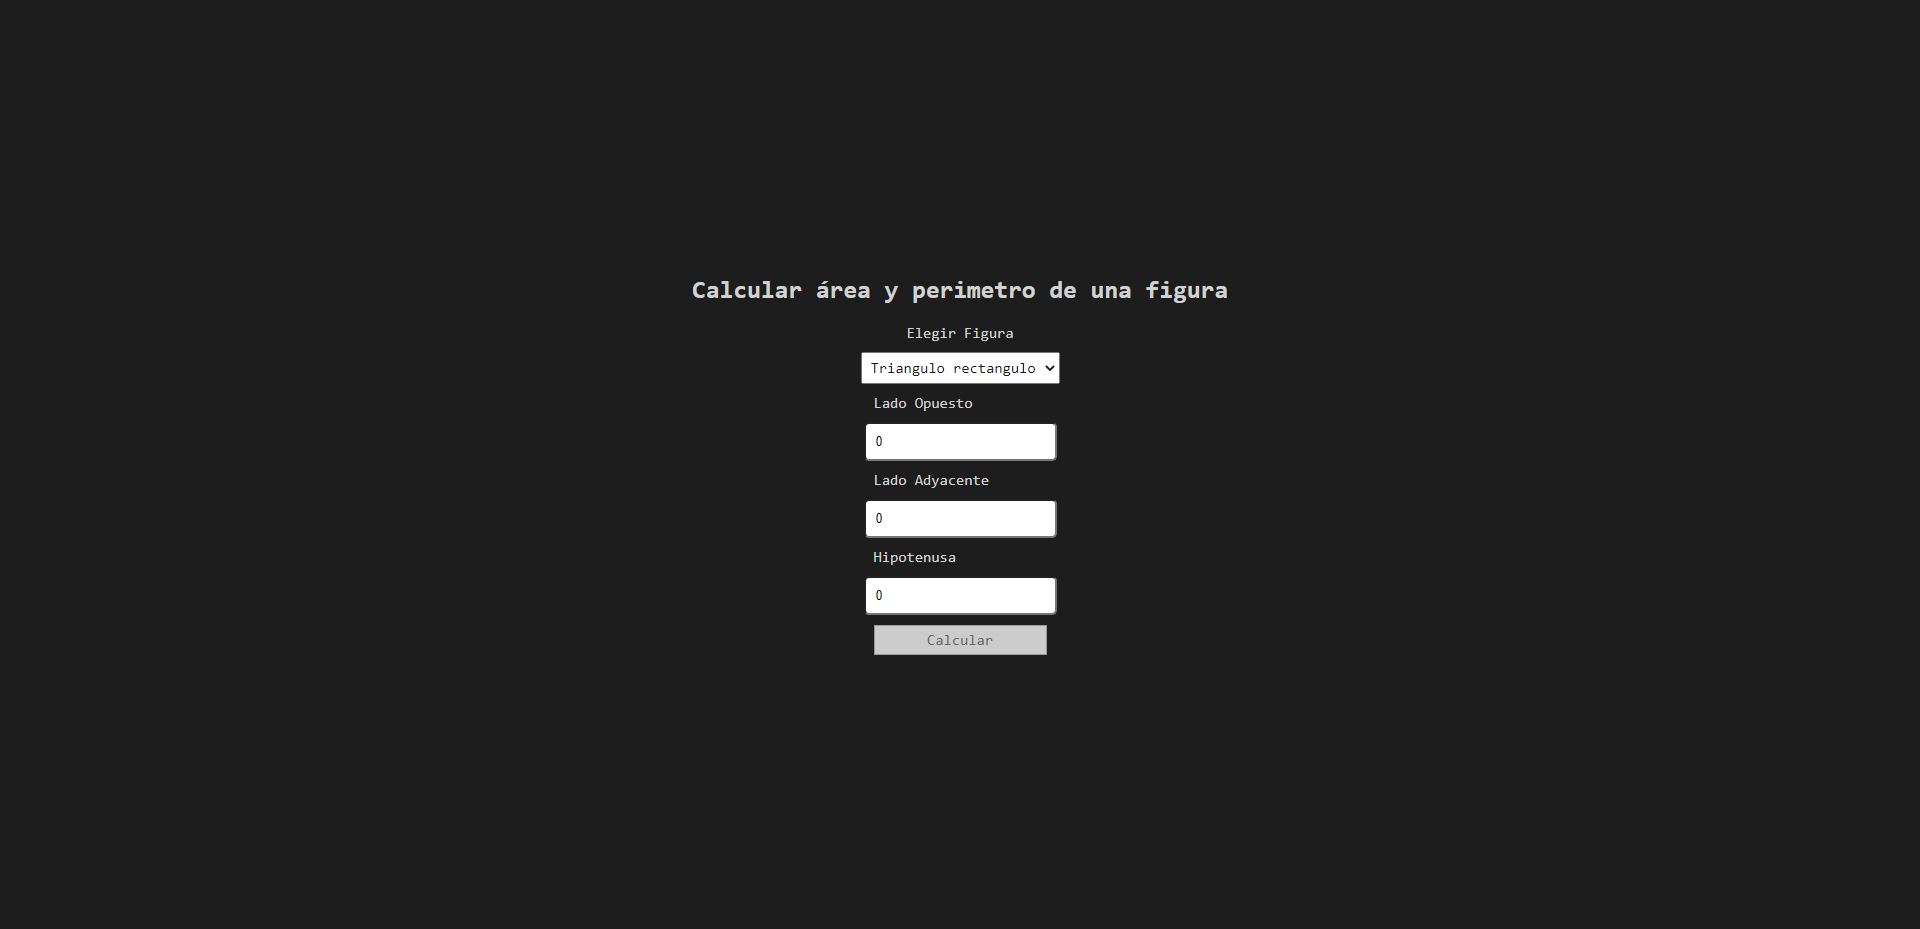 Calcular área y perimetro de una figura
Elegir Figura
Triangulo rectangulo
Lado Opuesto
0
Lado Adyacente
0
Hipotenusa
0
Calcular